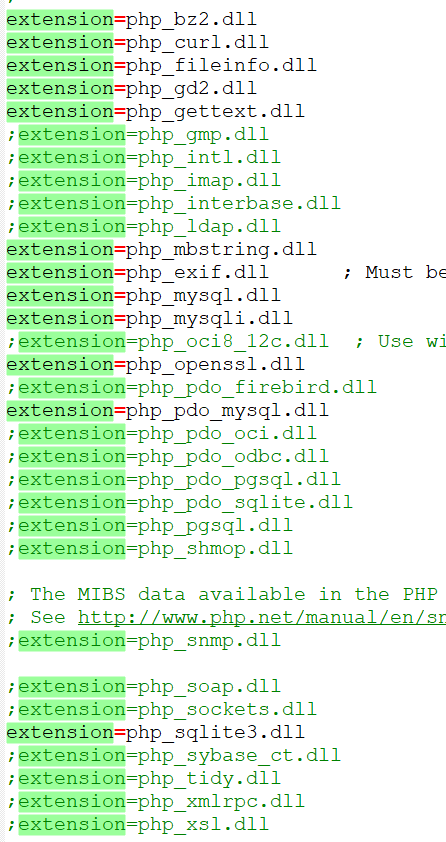 extension=php_bz2.dll
extension=php_curl.dll
extension=php_fileinfo.dll
extension=php_gd2.dll
extension=php_gettext.dll
;extension=php_gmp.dll
;extension=php_intl.dll
;extension=php_imap.dll
;extension=php_interbase.dll
;extension=php_ldap.dll
extension=php_mbstring.dll
extension=php_exif.dll      ; Must be
extension=php_mysql.dll
extension=php_mysqli.dll
;extension=php_oci8_12c.dll  ; Use wi
extension=php_openssl.dll
;extension=php_pdo_firebird.dll
extension=php_pdo_mysql.dll
;extension=php_pdo_oci.dll
;extension=php_pdo_odbc.dll
;extension=php_pdo_pgsql.dll
;extension=php_pdo_sqlite.dll
;extension=php_pgsql.dll
;extension=php_shmop.dll
; The MIBS data available in the PHP
; See http://www.php.net/manual/en/sn
;extension=php_snmp.dll
;extension=php_soap.dll
;extension=php_sockets.dll
extension=php_sqlite3.dll
;extension=php_sybase_ct.dll
;extension=php_tidy.dll
;extension=php_xmlrpc.dll
;extension=php_xsl.dll